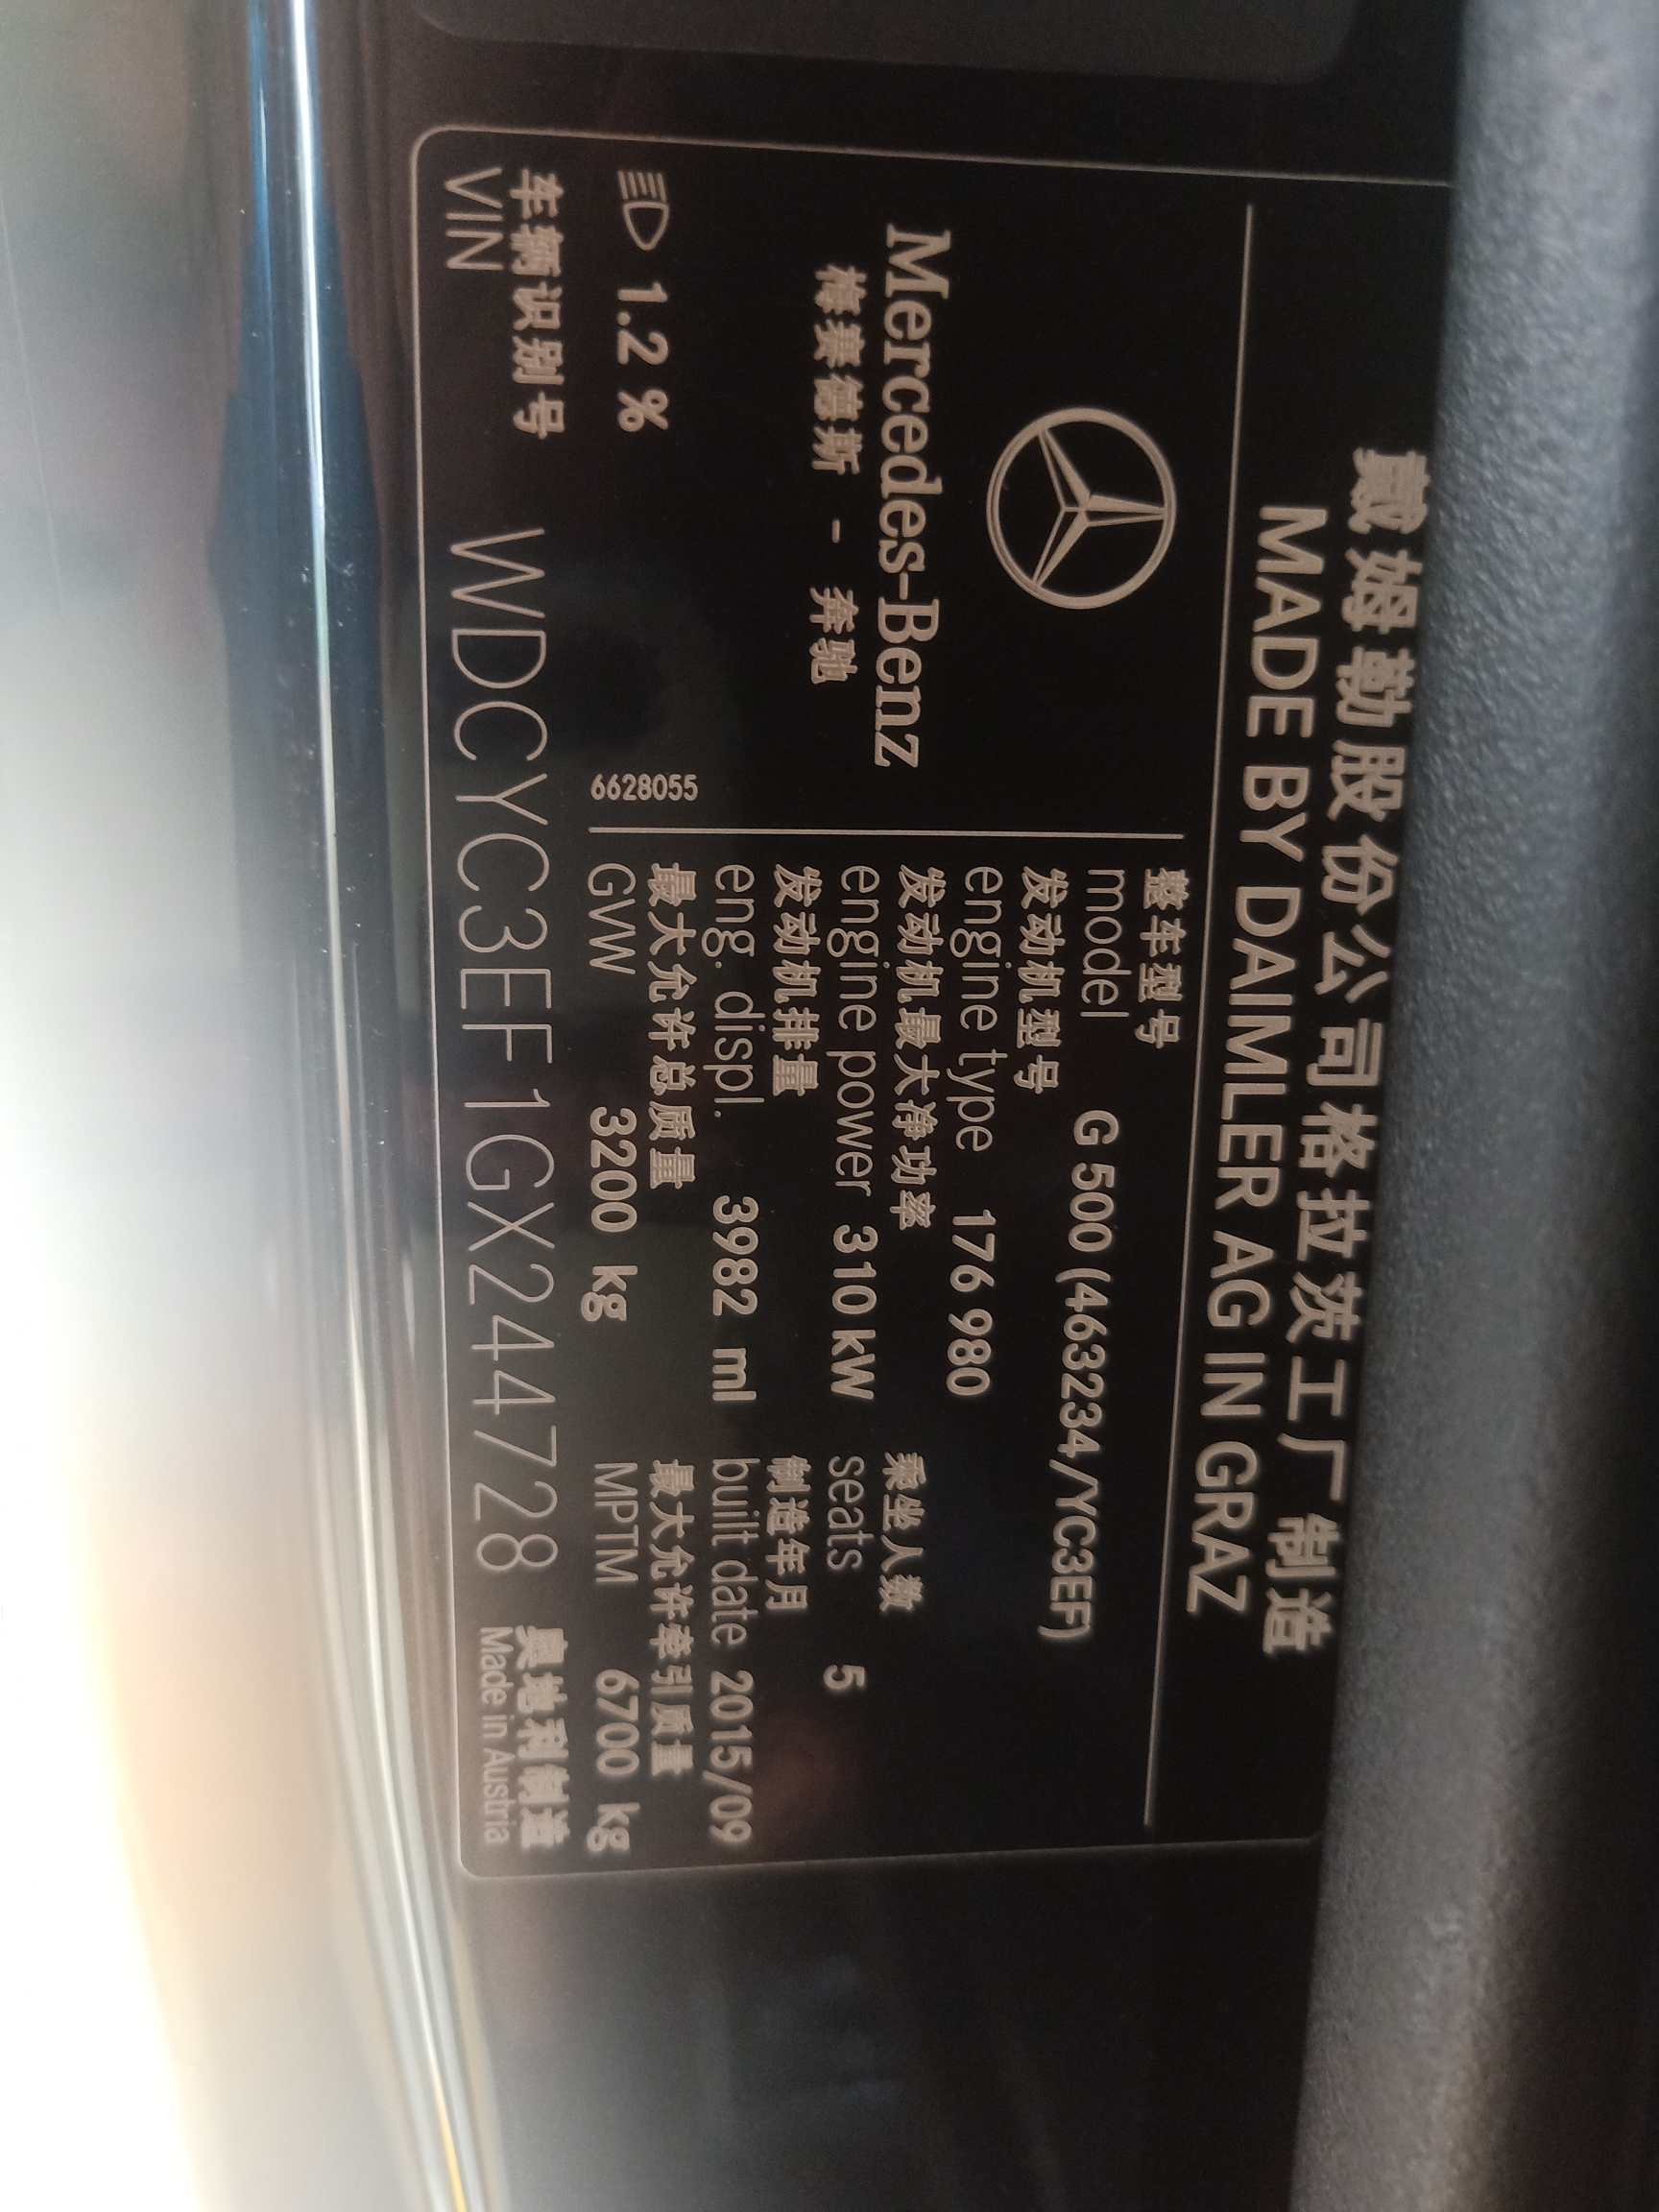 戴姆勒股份公司格拉茨工厂制造
MADE BY DAIMLER AG IN GRAZ
Mercedes-Benz
梅赛德斯 - 奔驰
1.2 %
6628055
整车型号
model G 500 (463234/YC3EF1)
发动机型号
engine type 176 980
发动机最大净功率 乘坐人数
engine power 310 kW seats 5
发动机排量 制造年月
eng. displ. 3982 ml built date 2015/09
最大允许总质量 最大允许牵引质量
GVW 3200 kg MPTM 6700 kg
车辆识别号 奥地利制造
VIN WDCYC3EF1GX244728 Made in Austria